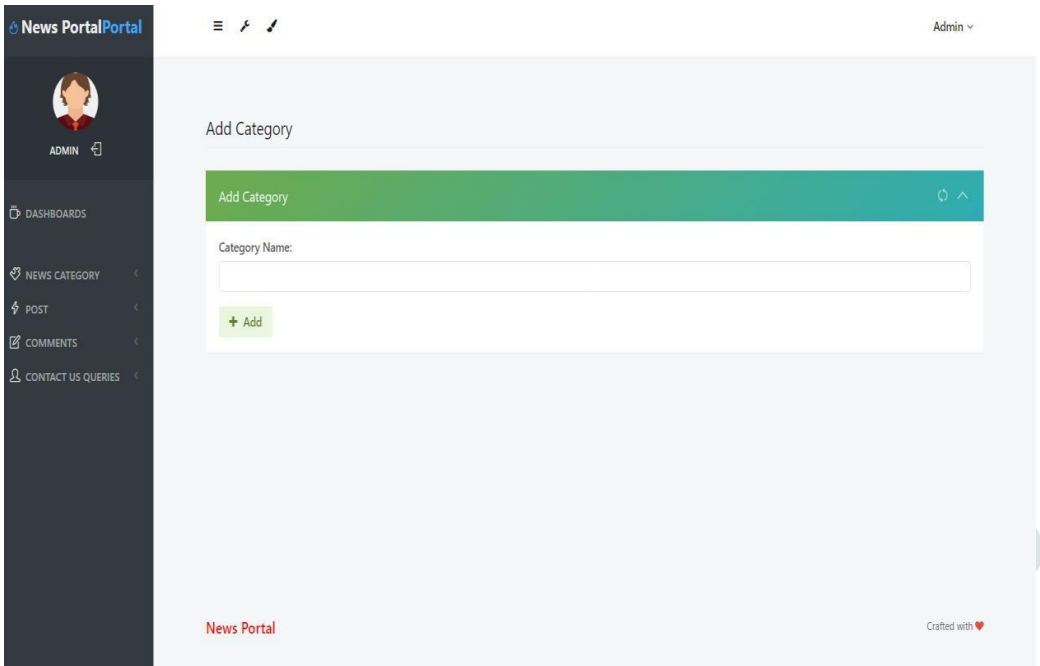 News PortalPortal
Admin
ADMIN
Add Category
Add Category
DASHBOARDS
Category Name:
NEWS CATEGORY
POST
+ Add
COMMENTS
CONTACT US QUERIES
News Portal
Crafted with